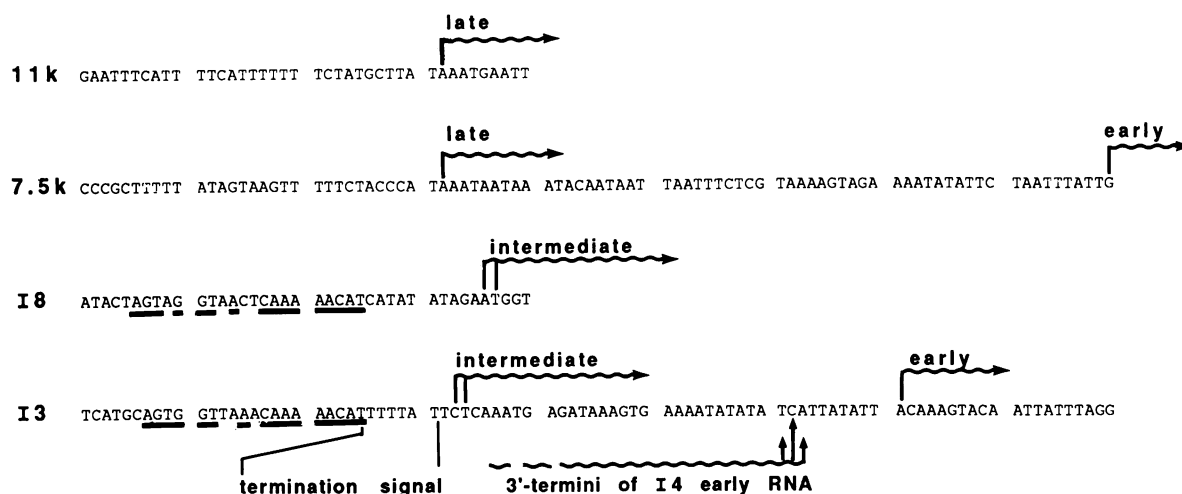 late
11k GAATTTCATT TTCATTTTTT TCTATGCTTA TAAATGAATT
late early
7.5k CCCGCTTTTT ATAGTAAGTT TTTCTACCCA TAAATAATAA ATACAATAAT TAATTTCTCG TAAAAGTAGA AAATATATTC TAATTTATTG
intermediate
I8 ATACTAGTAG GTAACTCAAA AACATCATAT ATAGAATGGT
intermediate early
I3 TCATGCAGTG GTTAAACAAA AACATTTTTA TTCTCAAATG AGATAAAGTG AAAATATATA TCATTATATT ACAAAGTACA ATTATTTAGG
termination signal 3'-termini of I4 early RNA